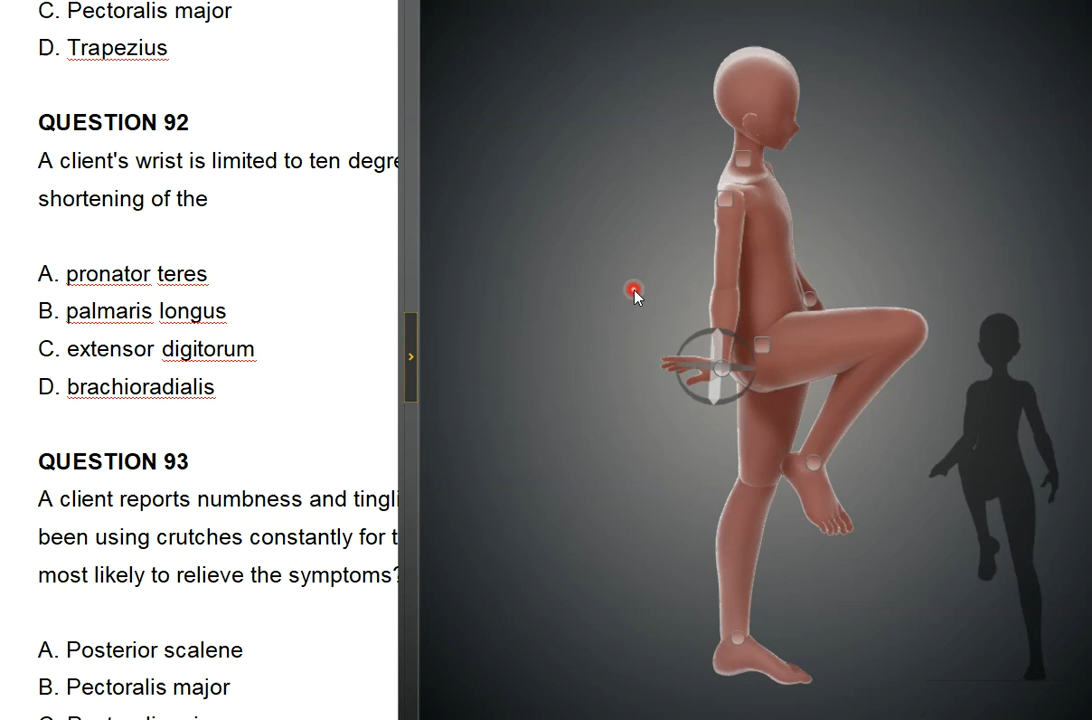 C. Pectoralis major
D. Trapezius
QUESTION 92
A client's wrist is limited to ten degre
shortening of the
A. pronator teres
B. palmaris longus
C. extensor digitorum
D. brachioradialis
QUESTION 93
A client reports numbness and tingli
been using crutches constantly for t
most likely to relieve the symptoms?
A. Posterior scalene
B. Pectoralis major